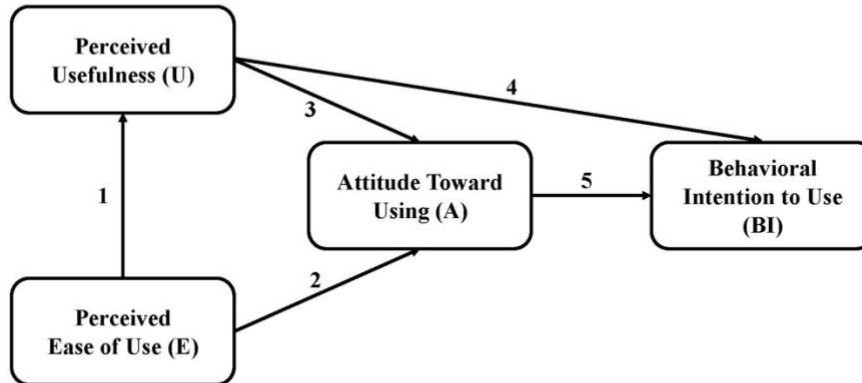 Perceived
Usefulness (U)
4
3
1
Attitude Toward
Using (A)
5
Behavioral
Intention to Use
(BI)
2
Perceived
Ease of Use (E)